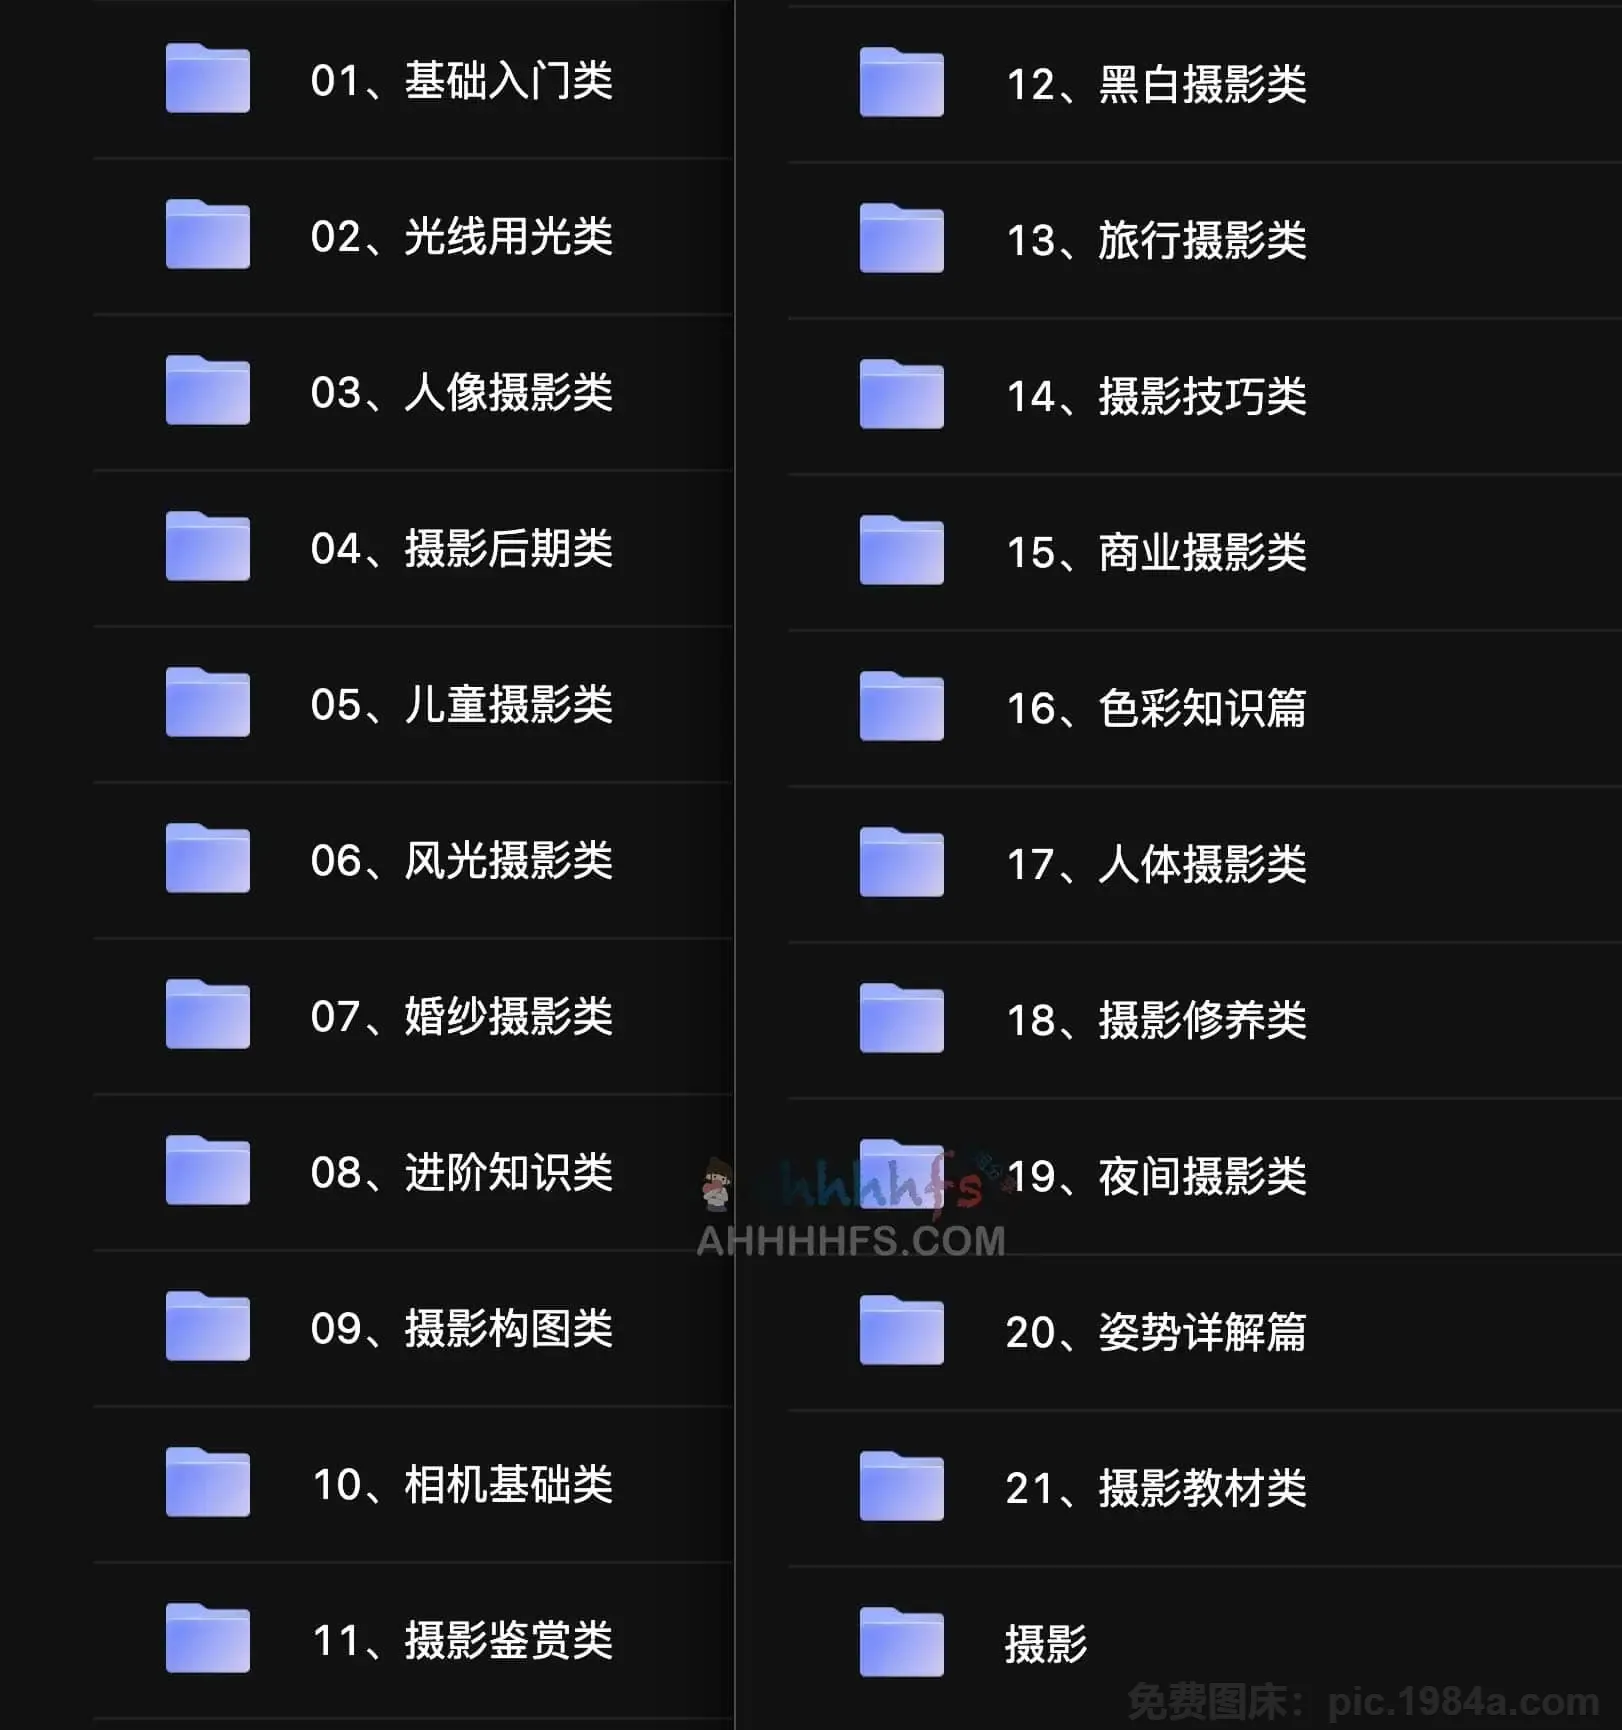 01、基础入门类
02、光线用光类
03、人像摄影类
04、摄影后期类
05、儿童摄影类
06、风光摄影类
07、婚纱摄影类
08、进阶知识类
09、摄影构图类
10、相机基础类
11、摄影鉴赏类
12、黑白摄影类
13、旅行摄影类
14、摄影技巧类
15、商业摄影类
16、色彩知识篇
17、人体摄影类
18、摄影修养类
19、夜间摄影类
20、姿势详解篇
21、摄影教材类
摄影
ahhhhfs
AHHHHFS.COM
免费图床：pic.1984a.com